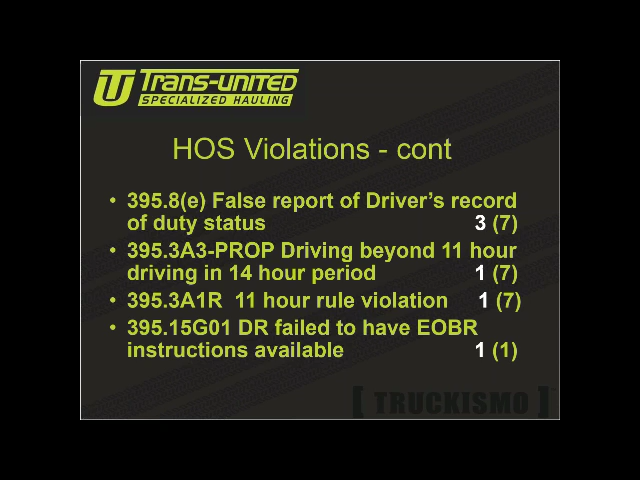 TRANS-UNITED
SPECIALIZED HAULING
HOS Violations - cont
• 395.8(e) False report of Driver's record
of duty status 3 (7)
• 395.3A3-PROP Driving beyond 11 hour
driving in 14 hour period 1 (7)
• 395.3A1R 11 hour rule violation 1 (7)
• 395.15G01 DR failed to have EOBR
instructions available 1 (1)
[ TRUCKISMO ]